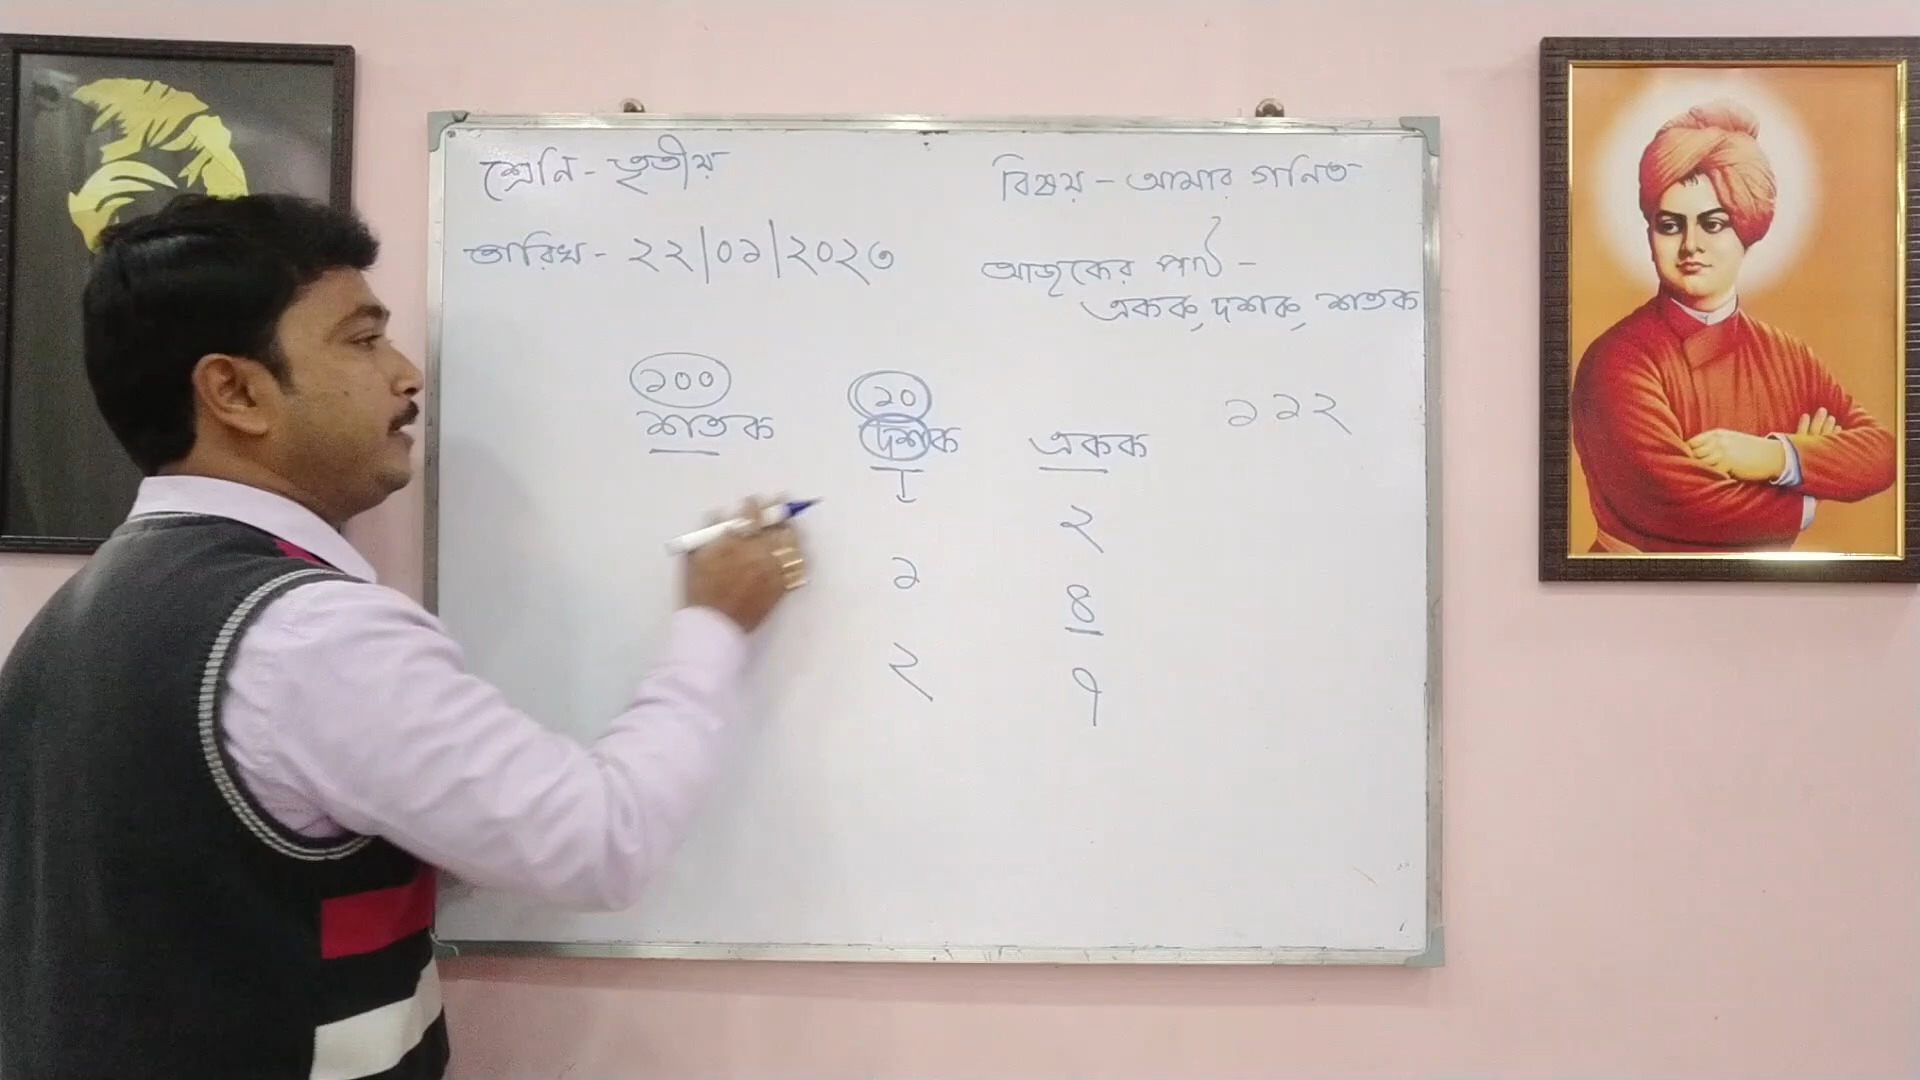 শ্রেনি - তৃতীয়
বিষয় - আমার গনিত
তারিখ - ২২/০১/২০২৩
আজকের পাঠ -
একক, দশক, শতক
১০০ ১০
শতক দশক একক ১১২
২
১ ৪
২ ৭